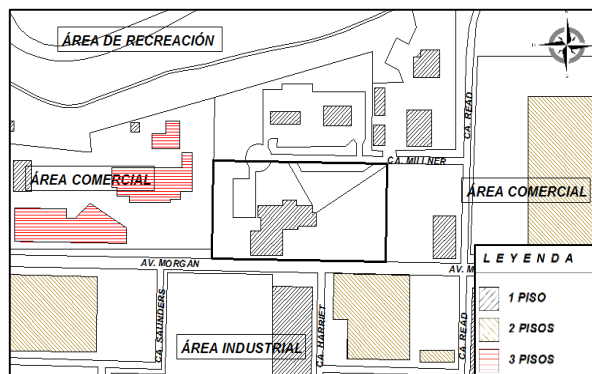 ÁREA DE RECREACIÓN
CA. READ
CA. MILLNER
ÁREA COMERCIAL
ÁREA COMERCIAL
AV. MORGAN
AV. M
LEYENDA
1 PISO
2 PISOS
3 PISOS
CA. SAUNDERS
ÁREA INDUSTRIAL
CA. HARRIET
CA. READ